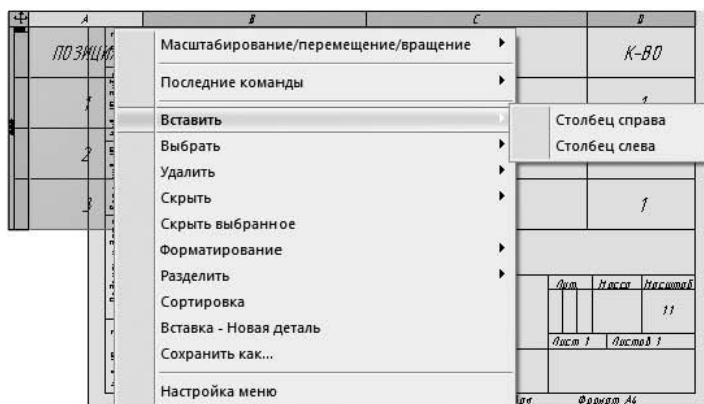 A B C D
ПОЗИЦИ К-ВО
Масштабирование/перемещение/вращение
Последние команды
1 1
Вставить
Столбец справа
Выбрать
Столбец слева
2
Удалить
Скрыть
3 1
Скрыть выбранное
Форматирование
Разделить
Лит. Масса Масштаб
Сортировка
11
Вставка - Новая деталь
Лист 1 Листов 1
Сохранить как...
Настройка меню
Формат А4